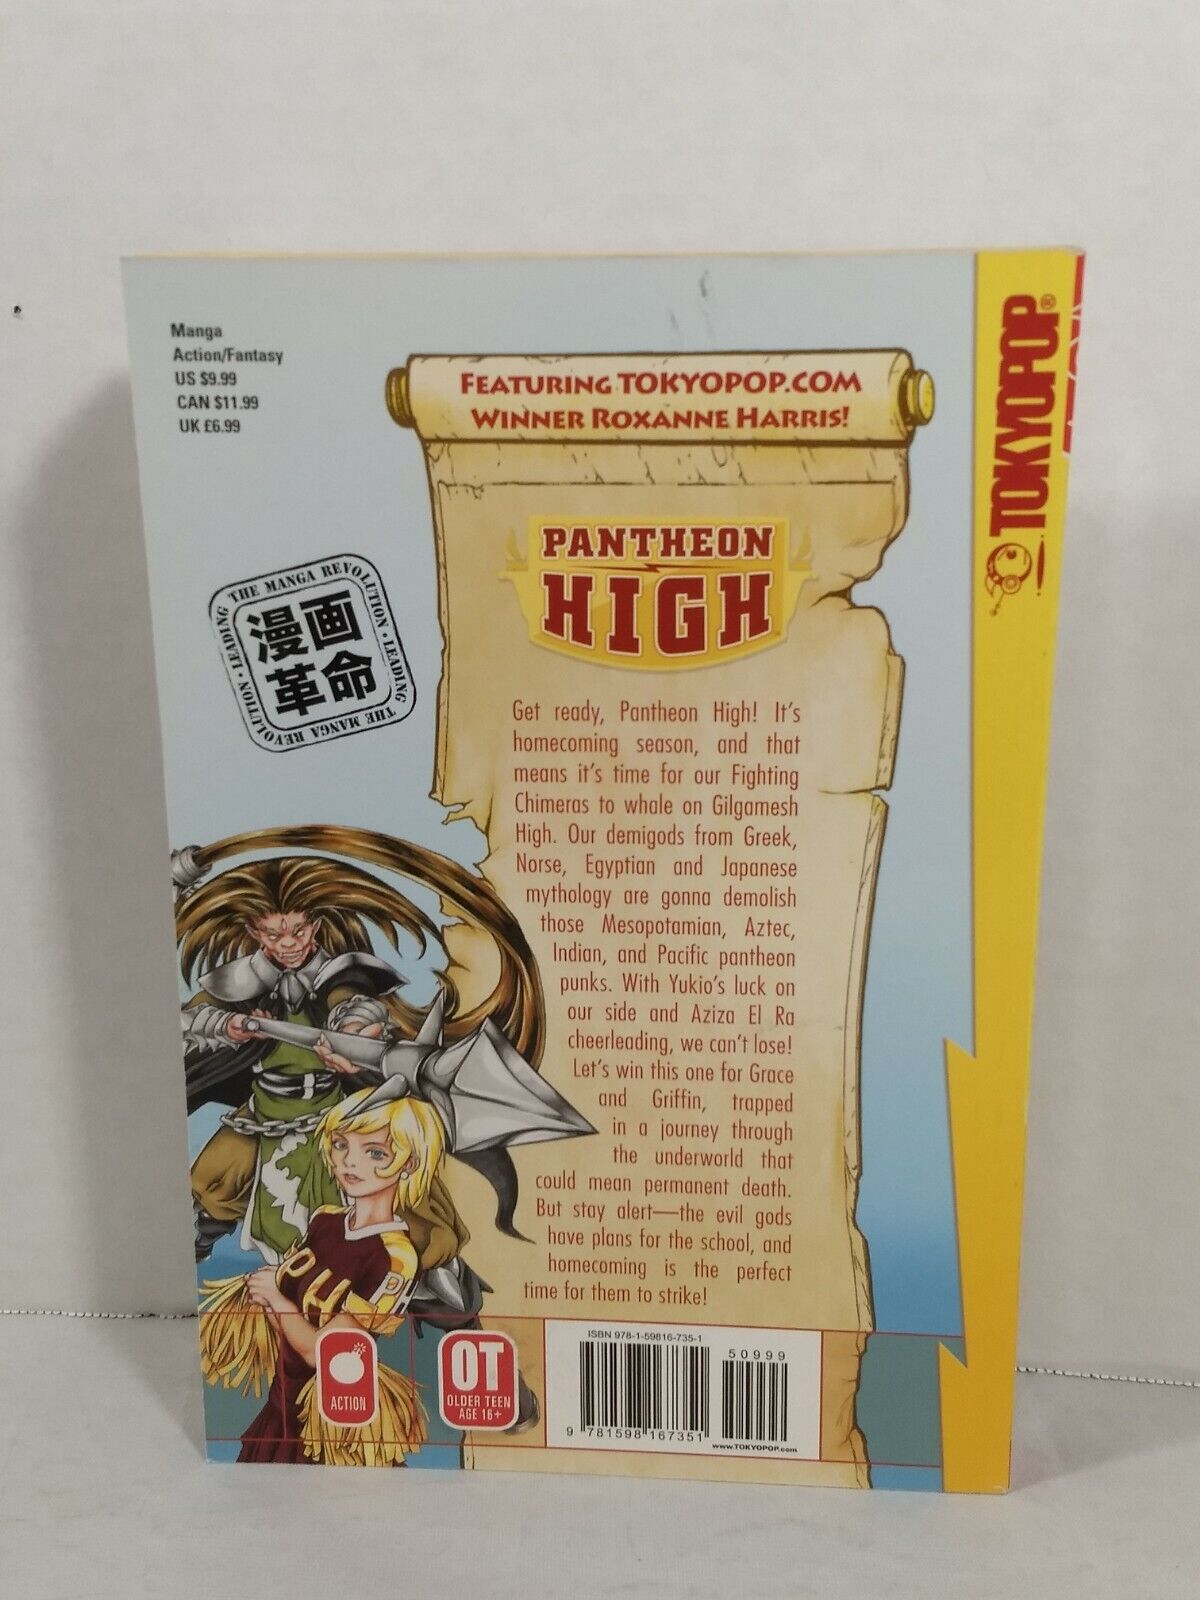 Manga
Action/Fantasy
US $9.99
CAN $11.99
UK £6.99
FEATURING TOKYOPOP.COM
WINNER ROXANNE HARRIS!
TOKYOPOP®
PANTHEON
HIGH
LEADING THE MANGA REVOLUTION • LEADING THE MANGA REVOLUTION •
漫画
革命
Get ready, Pantheon High! It's
homecoming season, and that
means it's time for our Fighting
Chimeras to whale on Gilgamesh
High. Our demigods from Greek,
Norse, Egyptian and Japanese
mythology are gonna demolish
those Mesopotamian, Aztec,
Indian, and Pacific pantheon
punks. With Yukio's luck on
our side and Aziza El Ra
cheerleading, we can't lose!
Let's win this one for Grace
and Griffin, trapped
in a journey through
the underworld that
could mean permanent death.
But stay alert—the evil gods
have plans for the school, and
homecoming is the perfect
time for them to strike!
PH
PH
ACTION
OT
OLDER TEEN
AGE 16+
ISBN 978-1-59816-735-1
50999
9 781598 167351
www.TOKYOPOP.com